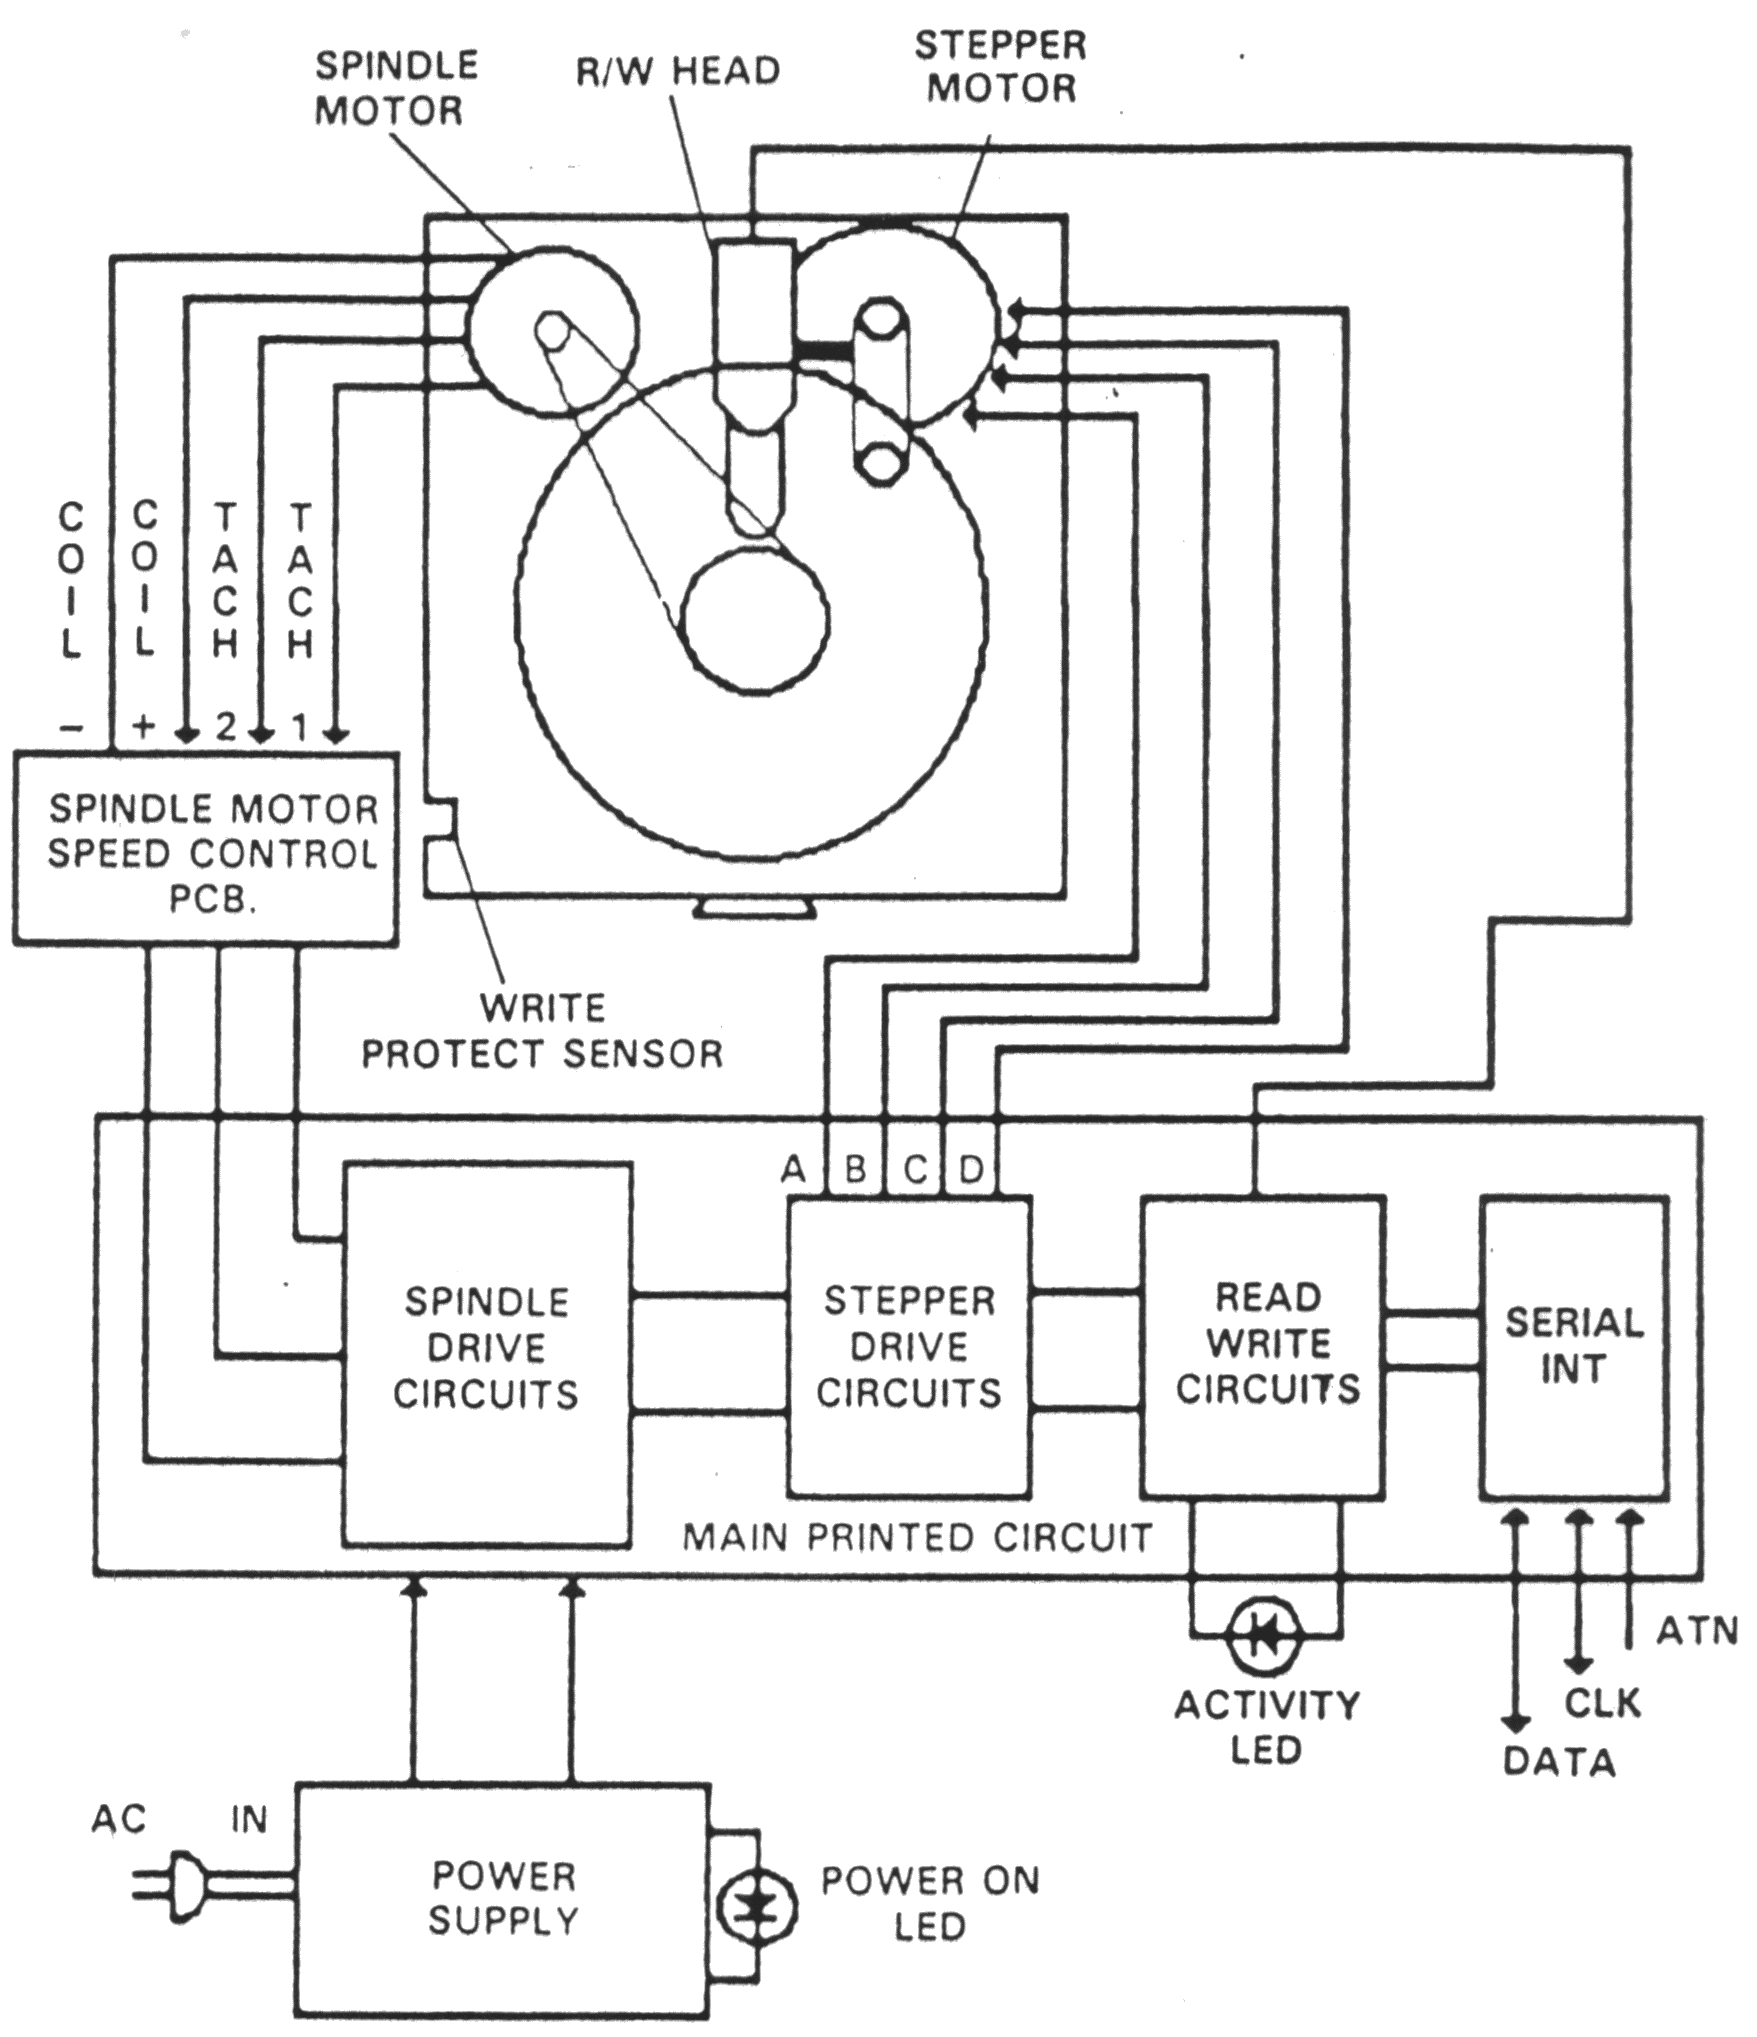 SPINDLE
MOTOR
R/W HEAD
STEPPER
MOTOR
COIL -
COIL +
TACH 2
TACH 1
SPINDLE MOTOR
SPEED CONTROL
PCB.
WRITE
PROTECT SENSOR
A B C D
SPINDLE
DRIVE
CIRCUITS
STEPPER
DRIVE
CIRCUITS
READ
WRITE
CIRCUITS
SERIAL
INT
MAIN PRINTED CIRCUIT
ATN
CLK
DATA
ACTIVITY
LED
AC IN
POWER
SUPPLY
POWER ON
LED